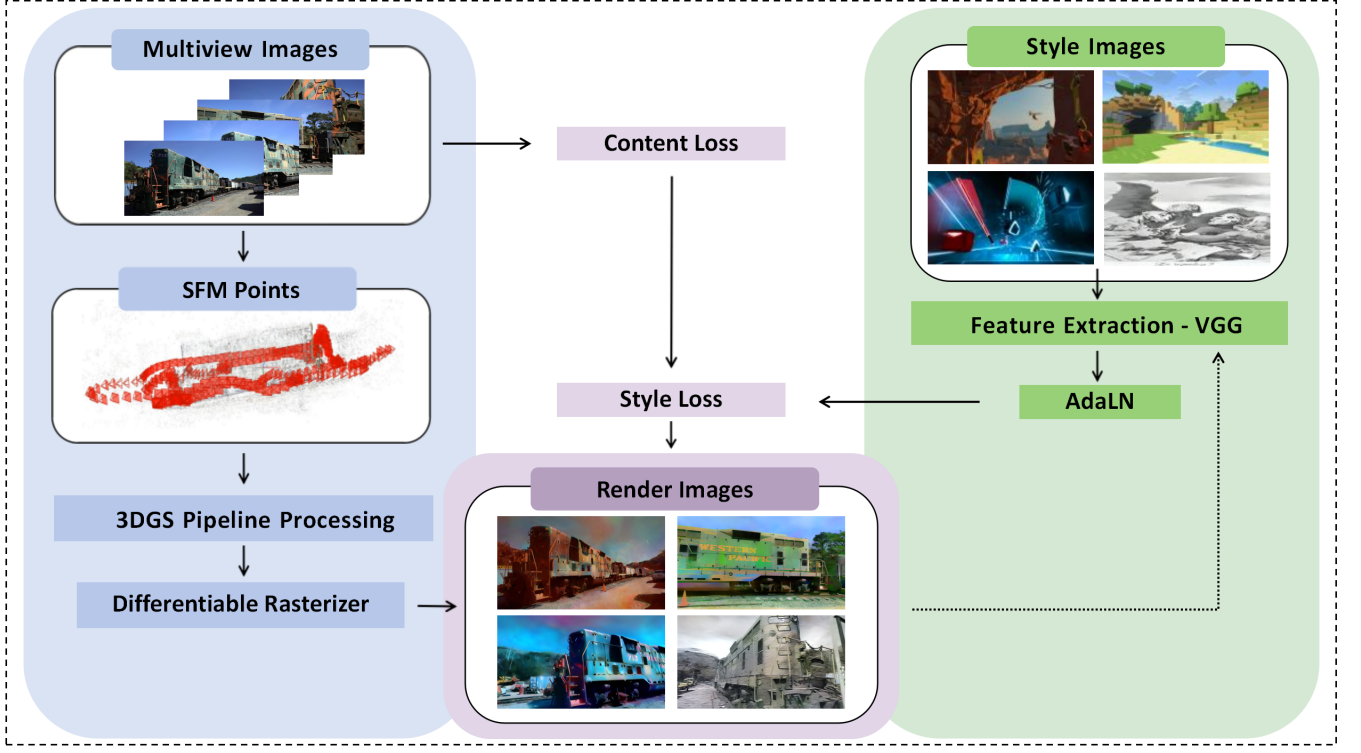 Multiview Images
Style Images
Content Loss
SFM Points
Feature Extraction - VGG
Style Loss
AdaLN
Render Images
WESTERN
PACIFIC
3DGS Pipeline Processing
Differentiable Rasterizer